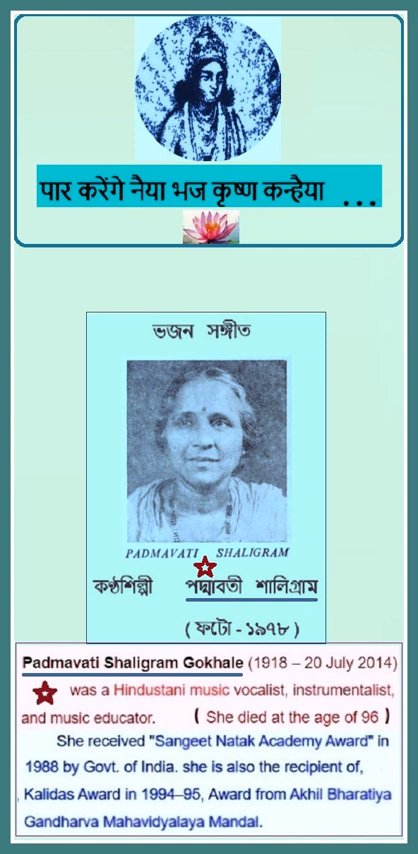 पार करेंगे नैया भज कृष्ण कन्हैया ...
ভজন সঙ্গীত
PADMAVATI SHALIGRAM
কণ্ঠশিল্পী পদ্মাবতী শালিগ্রাম
( ফটো - ১৯৭৮ )
Padmavati Shaligram Gokhale (1918 – 20 July 2014)
was a Hindustani music vocalist, instrumentalist,
and music educator. ( She died at the age of 96 )
She received "Sangeet Natak Academy Award" in
1988 by Govt. of India. she is also the recipient of,
, Kalidas Award in 1994–95, Award from Akhil Bharatiya
Gandharva Mahavidyalaya Mandal.